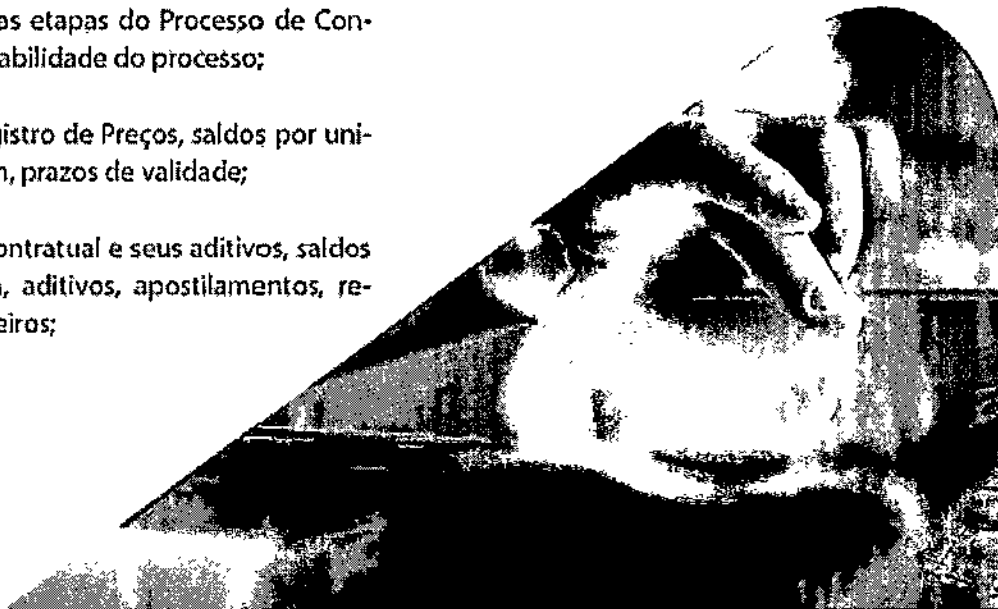 as etapas do Processo de Con-
abilidade do processo;
gistro de Preços, saldos por uni-
n, prazos de validade;
ontratual e seus aditivos, saldos
, aditivos, apostilamentos, re-
eiros;